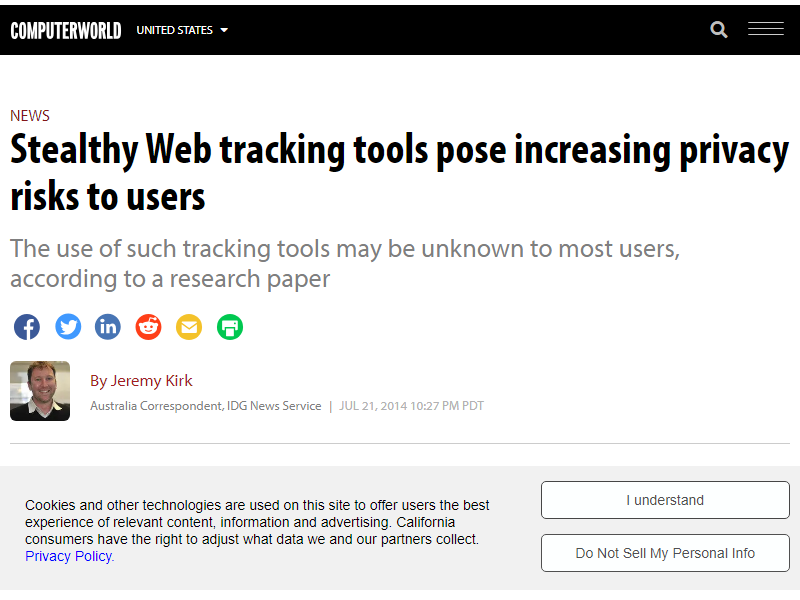 COMPUTERWORLD UNITED STATES
NEWS
Stealthy Web tracking tools pose increasing privacy
risks to users
The use of such tracking tools may be unknown to most users,
according to a research paper
By Jeremy Kirk
Australia Correspondent, IDG News Service | JUL 21, 2014 10:27 PM PDT
Cookies and other technologies are used on this site to offer users the best
experience of relevant content, information and advertising. California
consumers have the right to adjust what data we and our partners collect.
Privacy Policy.
I understand
Do Not Sell My Personal Info